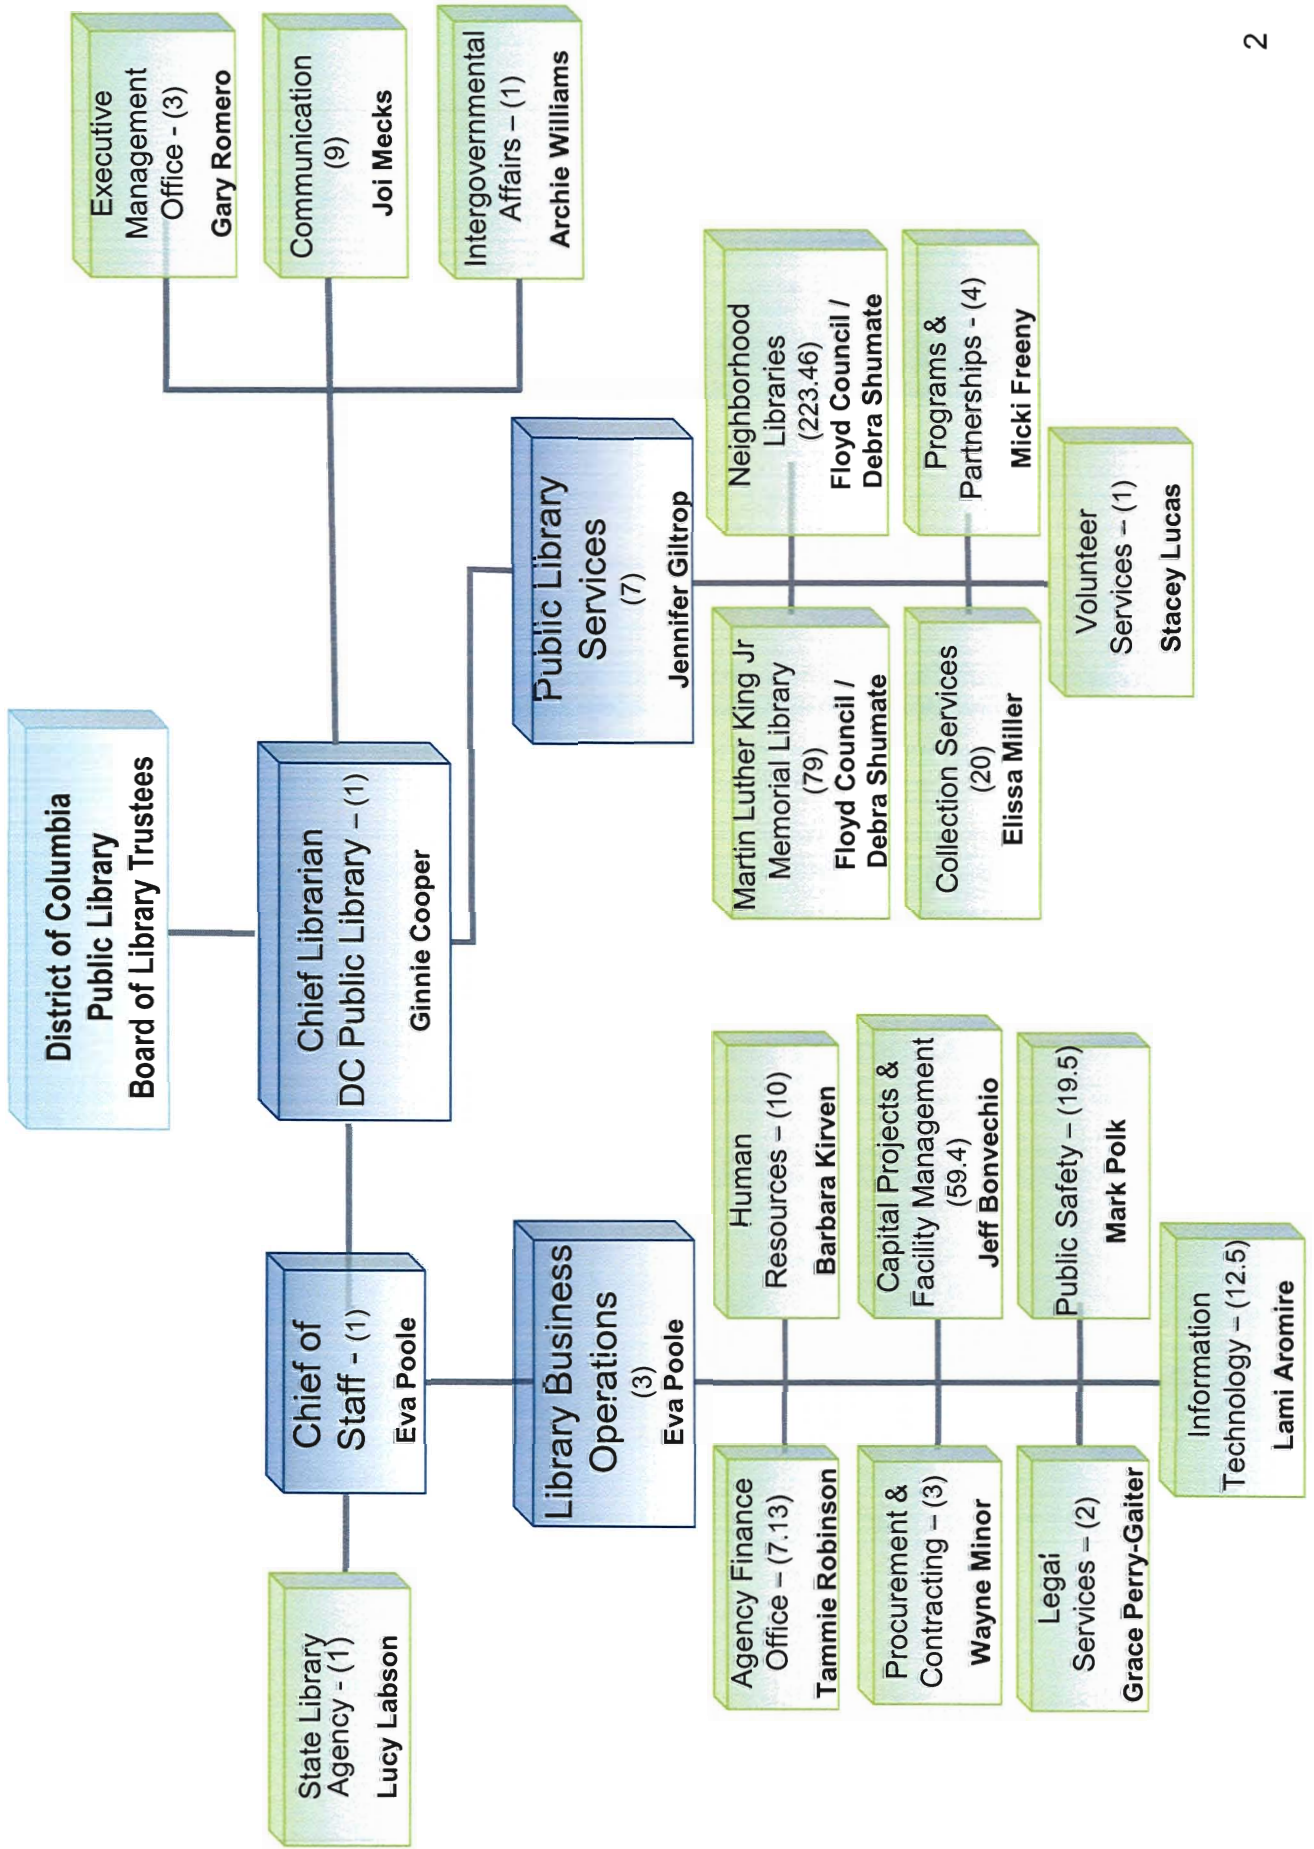 District of Columbia
Public Library
Board of Library Trustees
Chief Librarian
DC Public Library – (1)
Ginnie Cooper
Executive
Management
Office - (3)
Gary Romero
Communication
(9)
Joi Mecks
Intergovernmental
Affairs – (1)
Archie Williams
State Library
Agency - (1)
Lucy Labson
Chief of
Staff - (1)
Eva Poole
Library Business
Operations
(3)
Eva Poole
Agency Finance
Office – (7.13)
Tammie Robinson
Human
Resources – (10)
Barbara Kirven
Procurement &
Contracting – (3)
Wayne Minor
Capital Projects &
Facility Management
(59.4)
Jeff Bonvechio
Legal
Services – (2)
Grace Perry-Gaiter
Public Safety – (19.5)
Mark Polk
Information
Technology – (12.5)
Lami Aromire
Public Library
Services
(7)
Jennifer Giltrop
Martin Luther King Jr
Memorial Library
(79)
Floyd Council /
Debra Shumate
Neighborhood
Libraries
(223.46)
Floyd Council /
Debra Shumate
Collection Services
(20)
Elissa Miller
Programs &
Partnerships - (4)
Micki Freeny
Volunteer
Services – (1)
Stacey Lucas
2